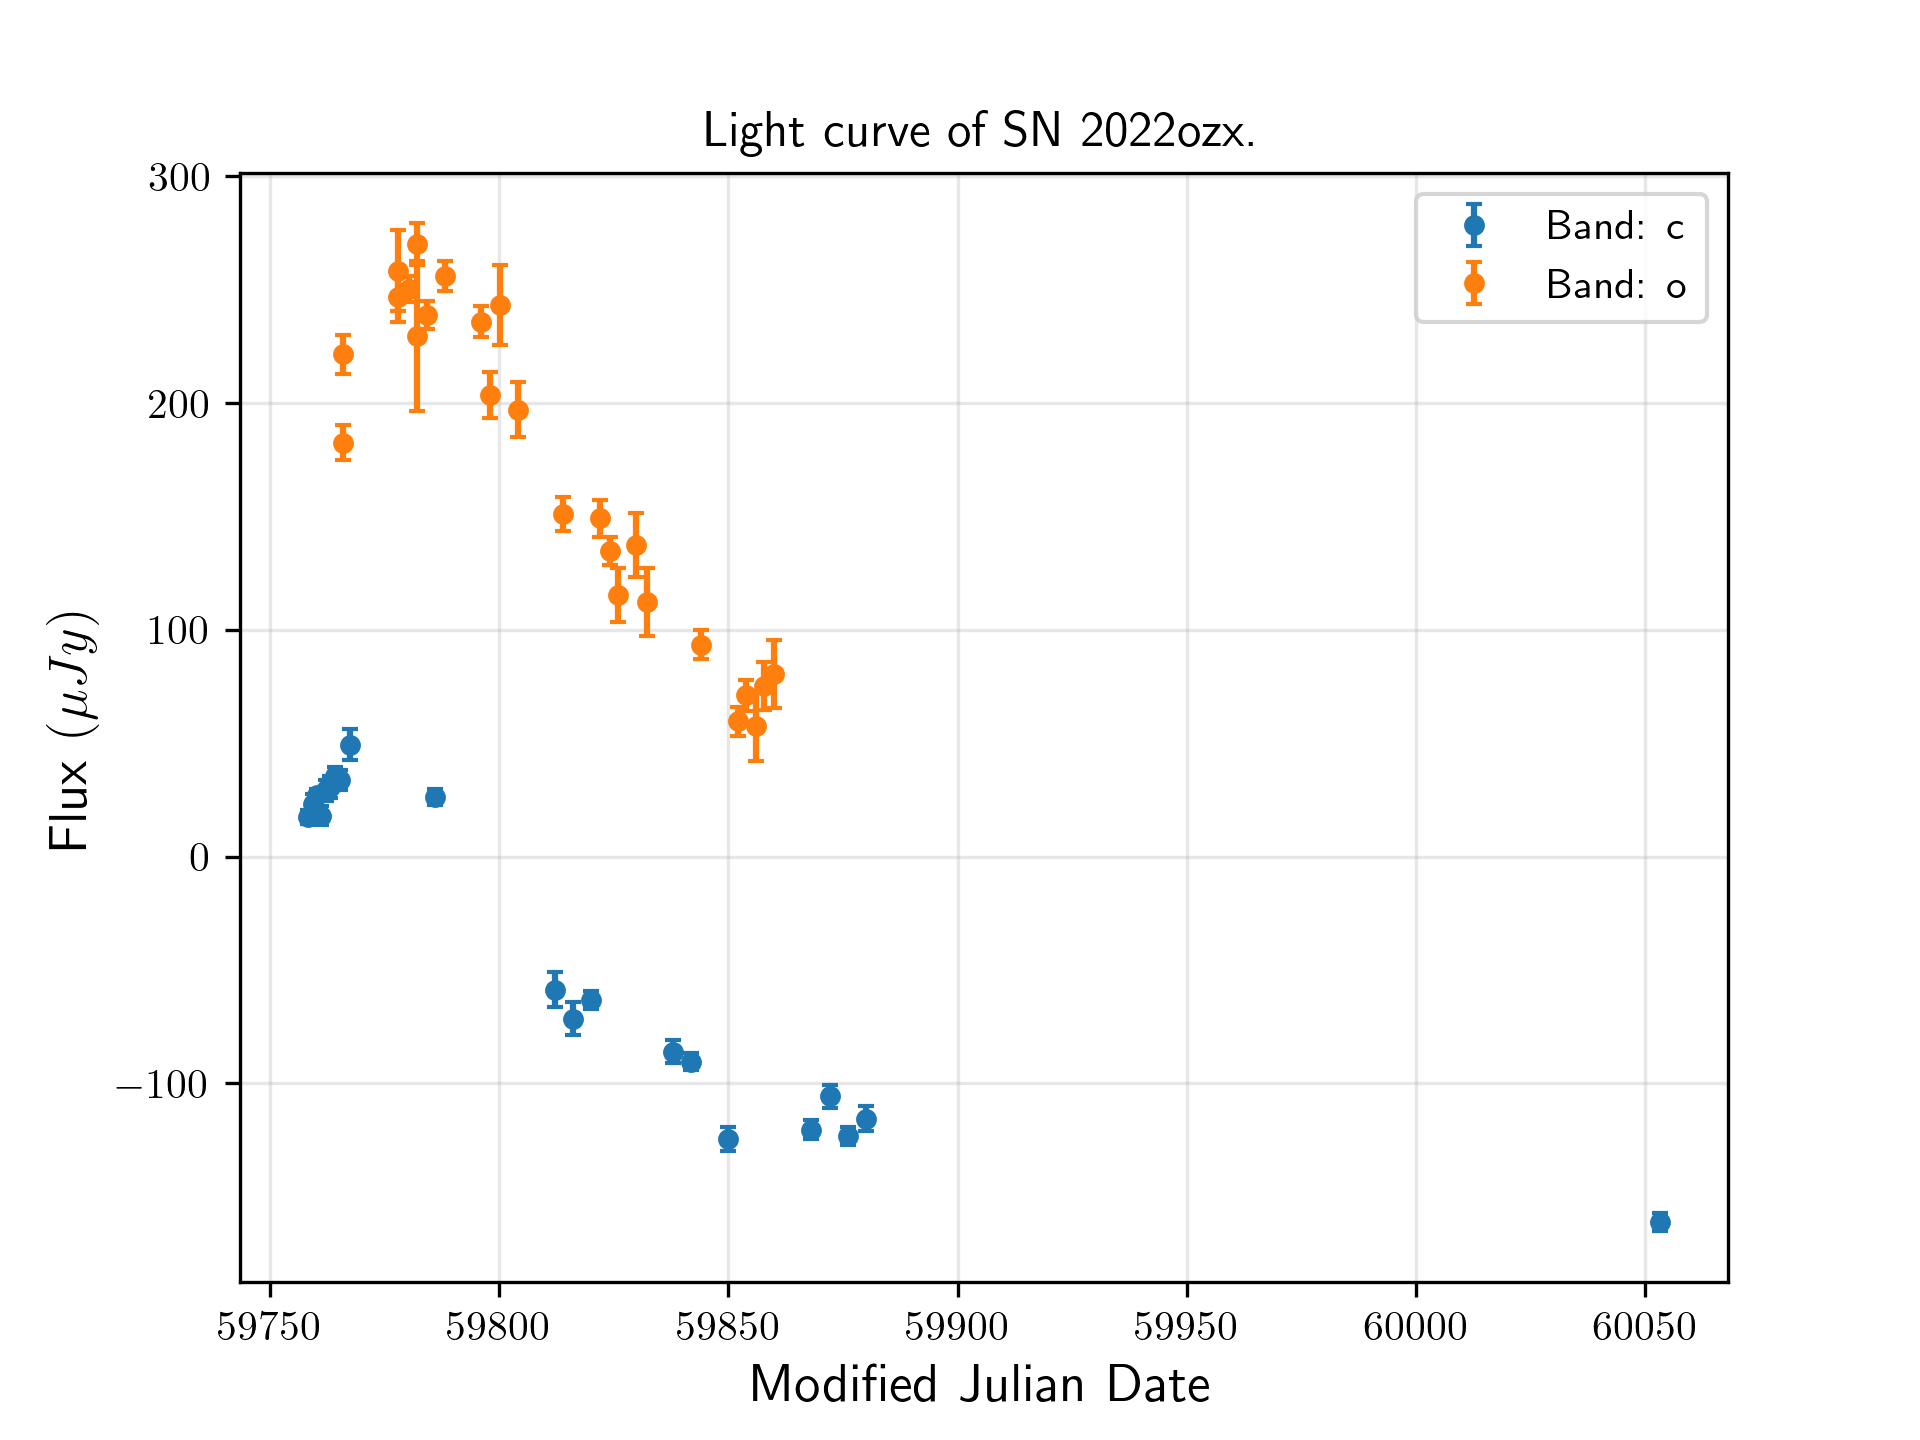 Light curve of SN 2022ozx.
300
200
100
0
−100
Flux (μJy)
Band: c
Band: o
59750 59800 59850 59900 59950 60000 60050
Modified Julian Date